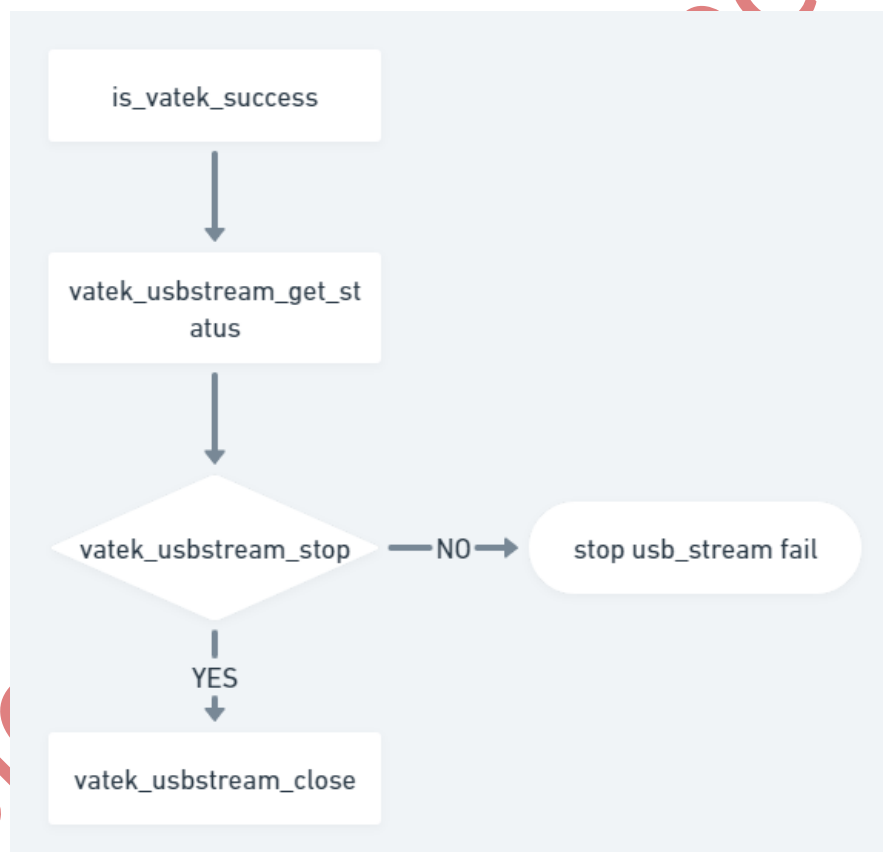 is_vatek_success
vatek_usbstream_get_st
atus
vatek_usbstream_stop
NO
stop usb_stream fail
YES
vatek_usbstream_close